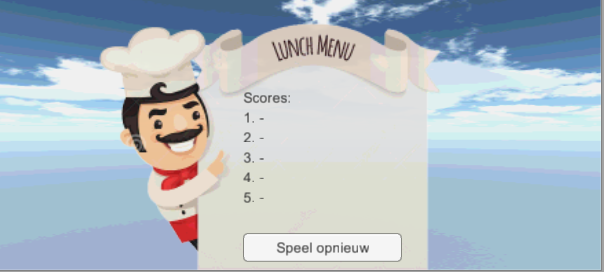 LUNCH MENU
Scores:
1. -
2. -
3. -
4. -
5. -
Speel opnieuw